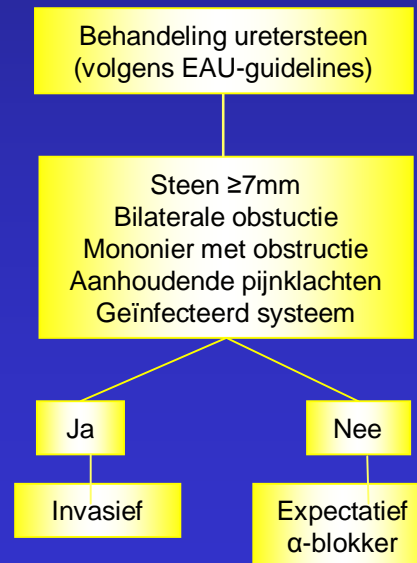 Behandeling uretersteen
(volgens EAU-guidelines)
Steen ≥7mm
Bilaterale obstuctie
Mononier met obstructie
Aanhoudende pijnklachten
Geïnfecteerd systeem
Ja
Nee
Invasief
Expectatief
α-blokker